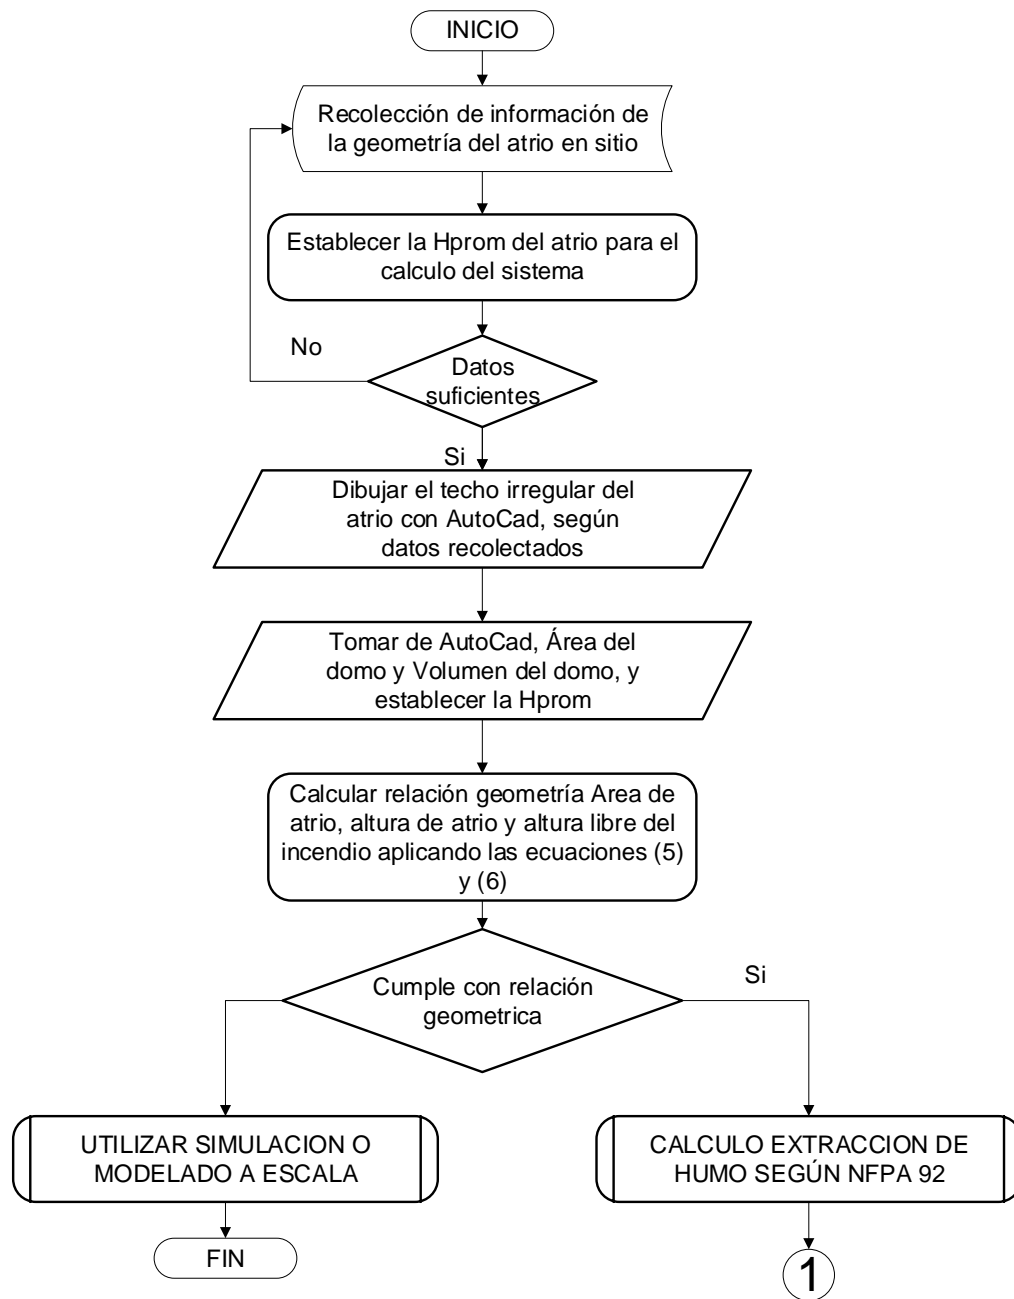 INICIO
Recolección de información de
la geometría del atrio en sitio
Establecer la Hprom del atrio para el
calculo del sistema
No
Datos
suficientes
Si
Dibujar el techo irregular del
atrio con AutoCad, según
datos recolectados
Tomar de AutoCad, Área del
domo y Volumen del domo, y
establecer la Hprom
Calcular relación geometría Area de
atrio, altura de atrio y altura libre del
incendio aplicando las ecuaciones (5)
y (6)
Cumple con relación
geometrica
Si
UTILIZAR SIMULACION O
MODELADO A ESCALA
CALCULO EXTRACCION DE
HUMO SEGÚN NFPA 92
FIN
1